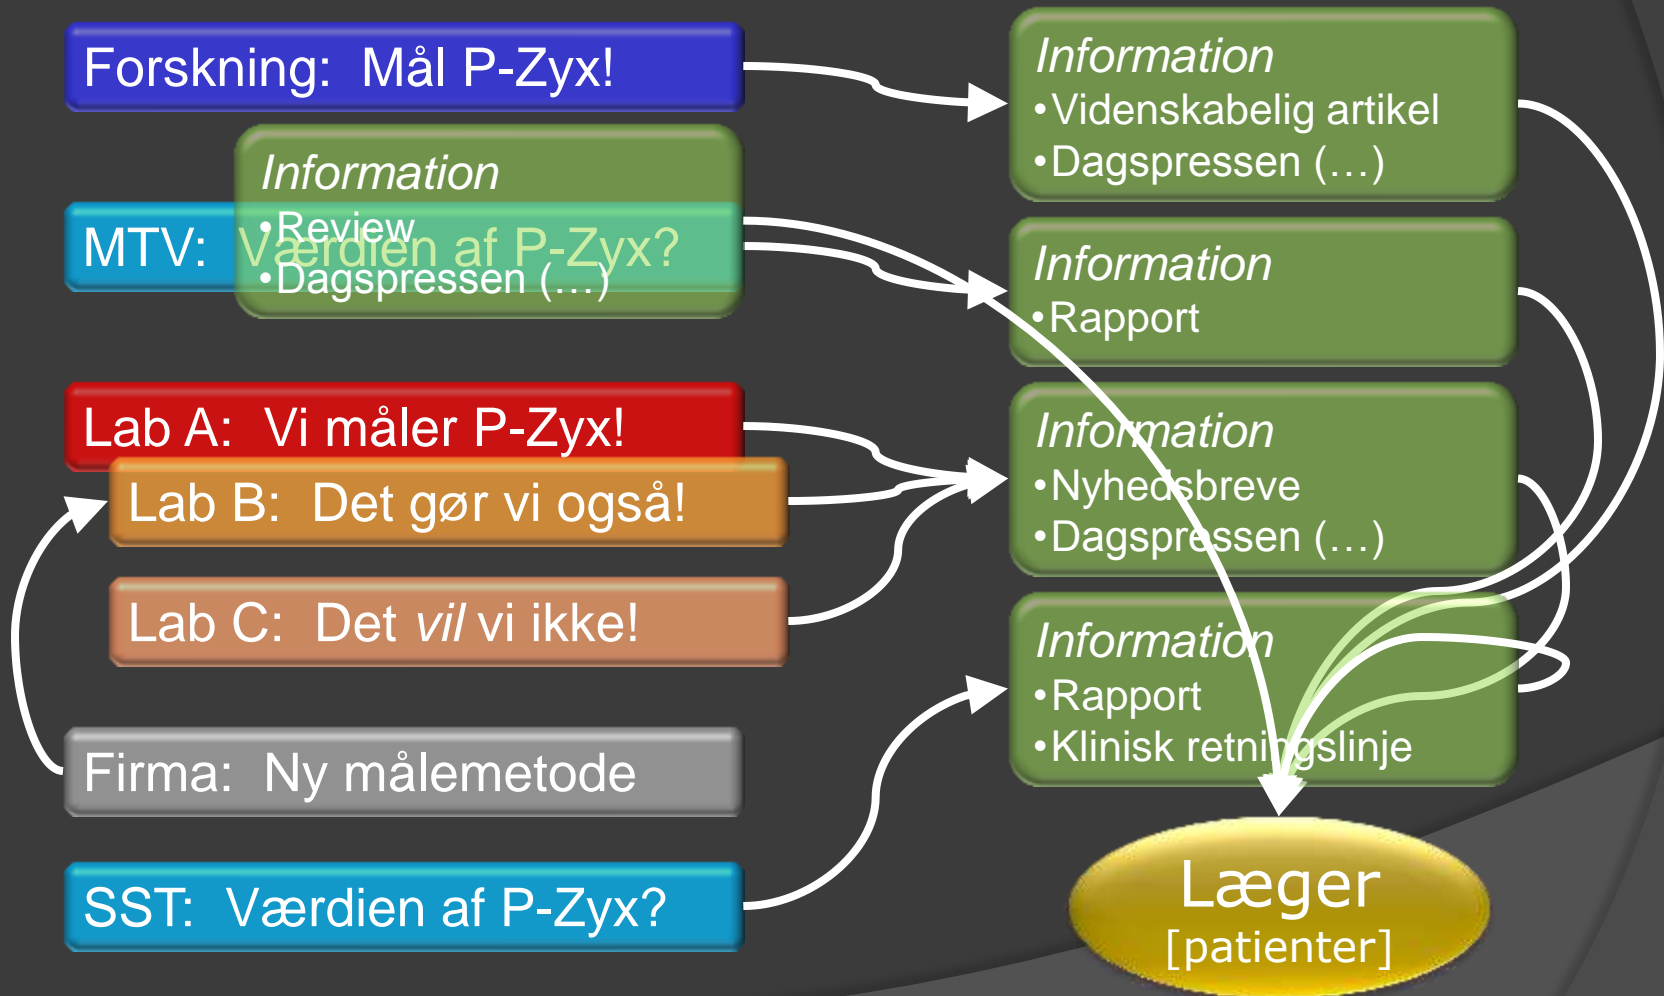 Forskning: Mål P-Zyx!
Information
•Review
•Dagspressen (…)
MTV: Værdien af P-Zyx?
Lab A: Vi måler P-Zyx!
Lab B: Det gør vi også!
Lab C: Det vil vi ikke!
Firma: Ny målemetode
SST: Værdien af P-Zyx?
Information
•Videnskabelig artikel
•Dagspressen (…)
Information
•Rapport
Information
•Nyhedsbreve
•Dagspressen (…)
Information
•Rapport
•Klinisk retningslinje
Læger
[patienter]